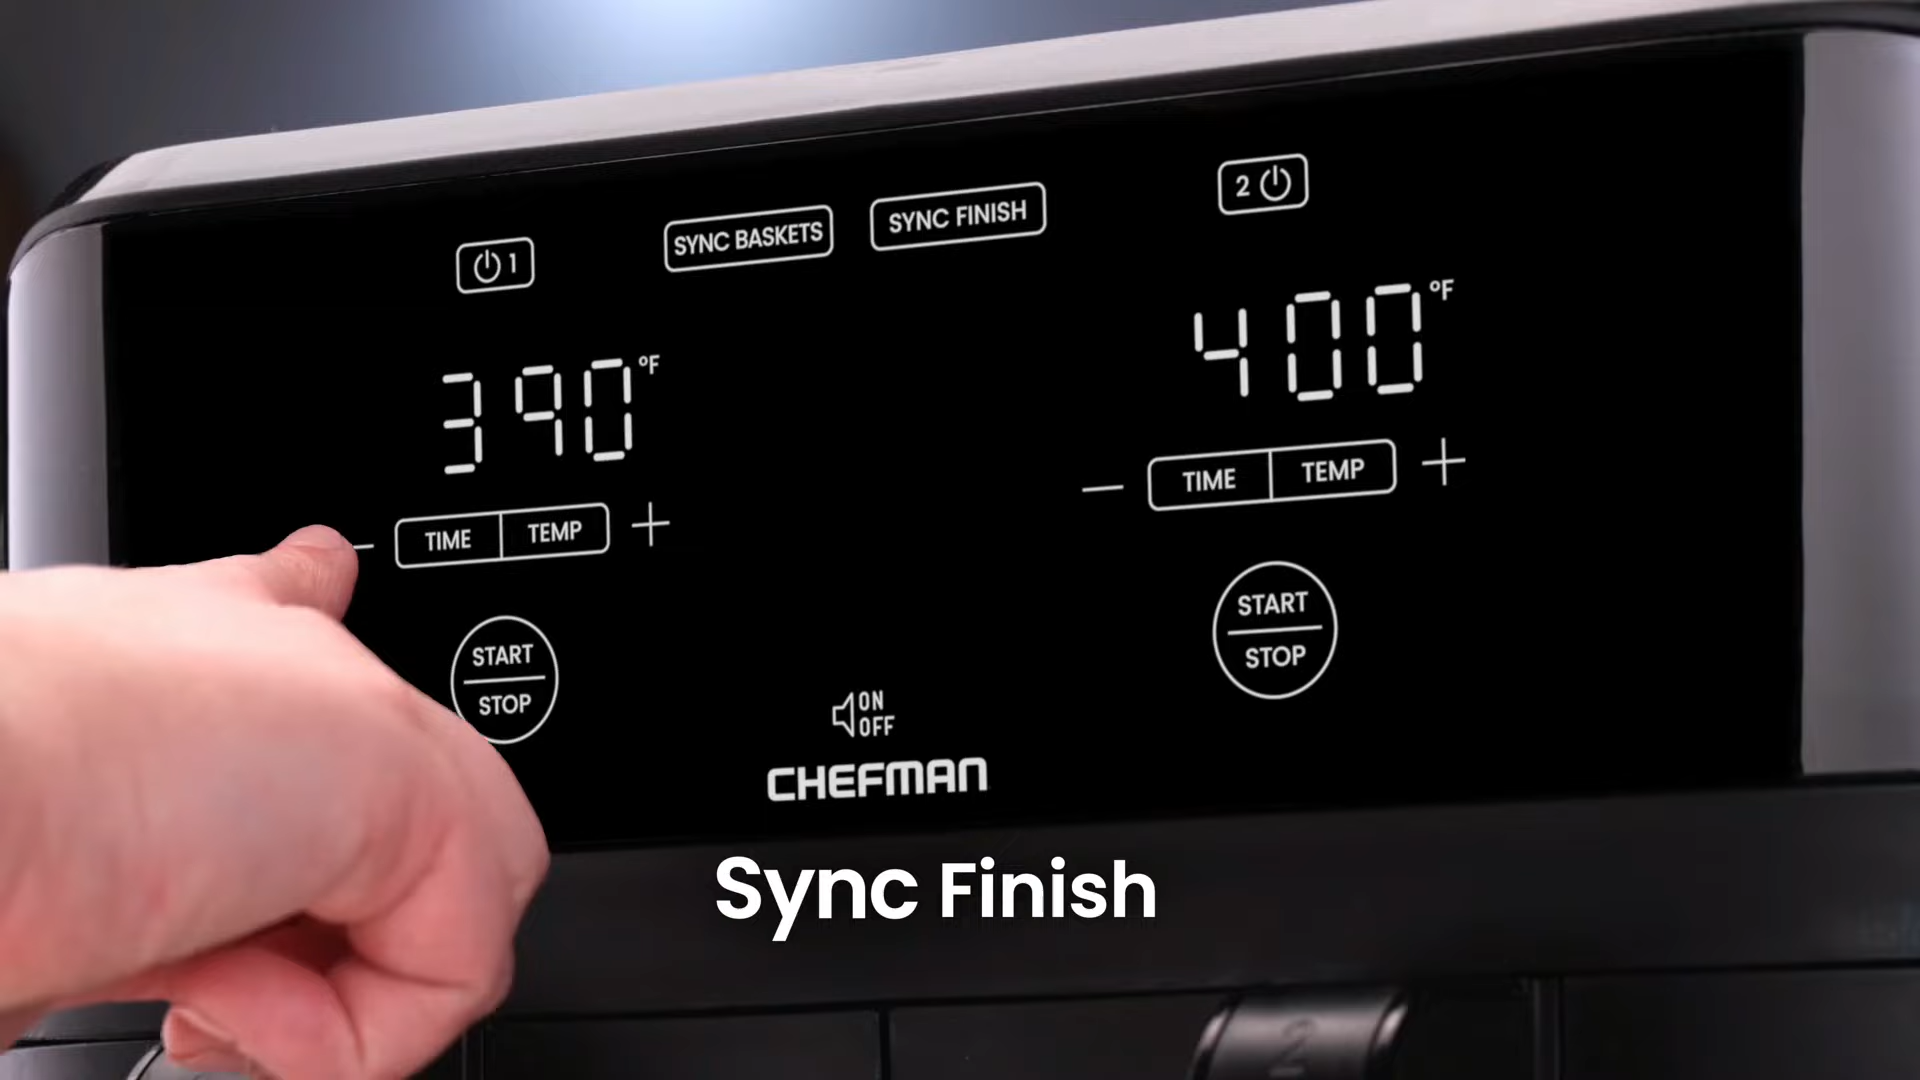 1
SYNC BASKETS
SYNC FINISH
2
390°F
400°F
− TIME TEMP +
− TIME TEMP +
START
STOP
START
STOP
ON
OFF
CHEFMAN
Sync Finish